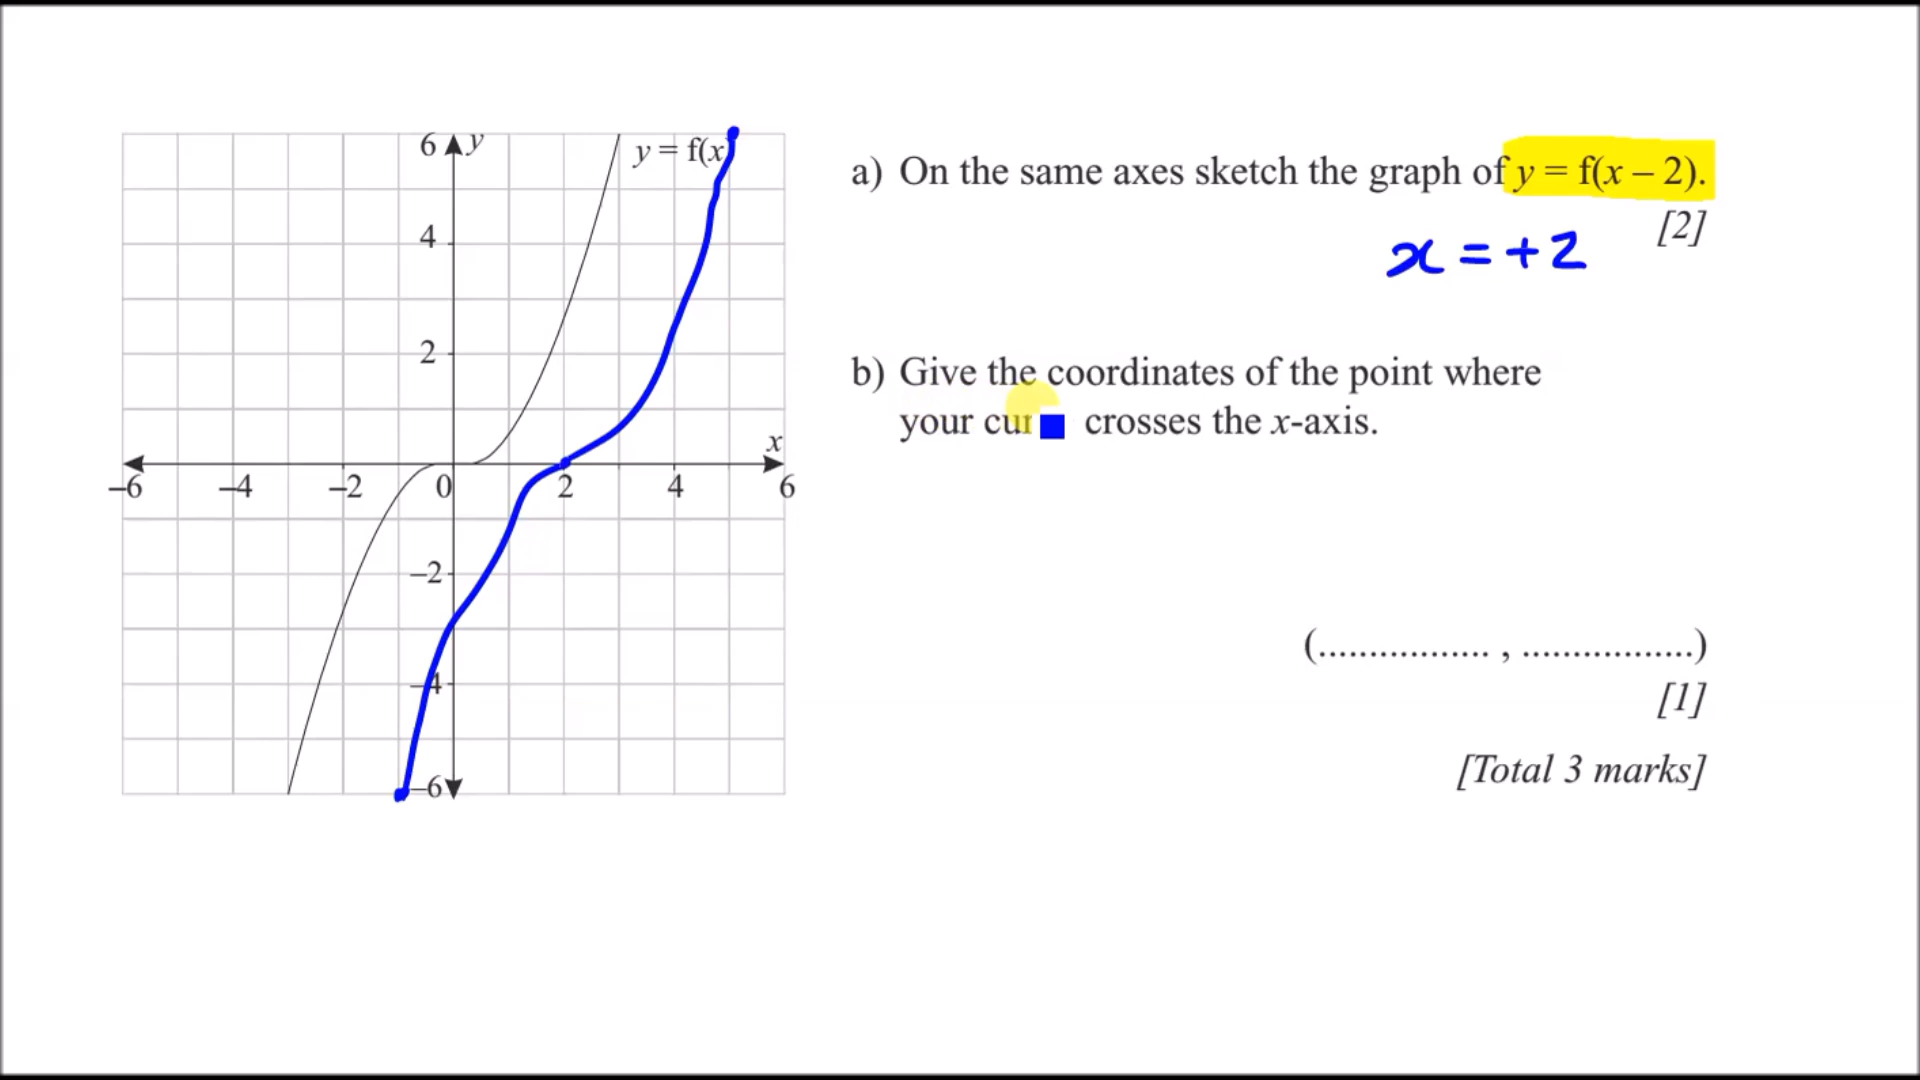 6 y
y = f(x
4
2
x
–6 –4 –2 0 2 4 6
–2
–4
–6
a) On the same axes sketch the graph of y = f(x – 2).
[2]
x = +2
b) Give the coordinates of the point where
your cur crosses the x-axis.
(................. , .................)
[1]
[Total 3 marks]